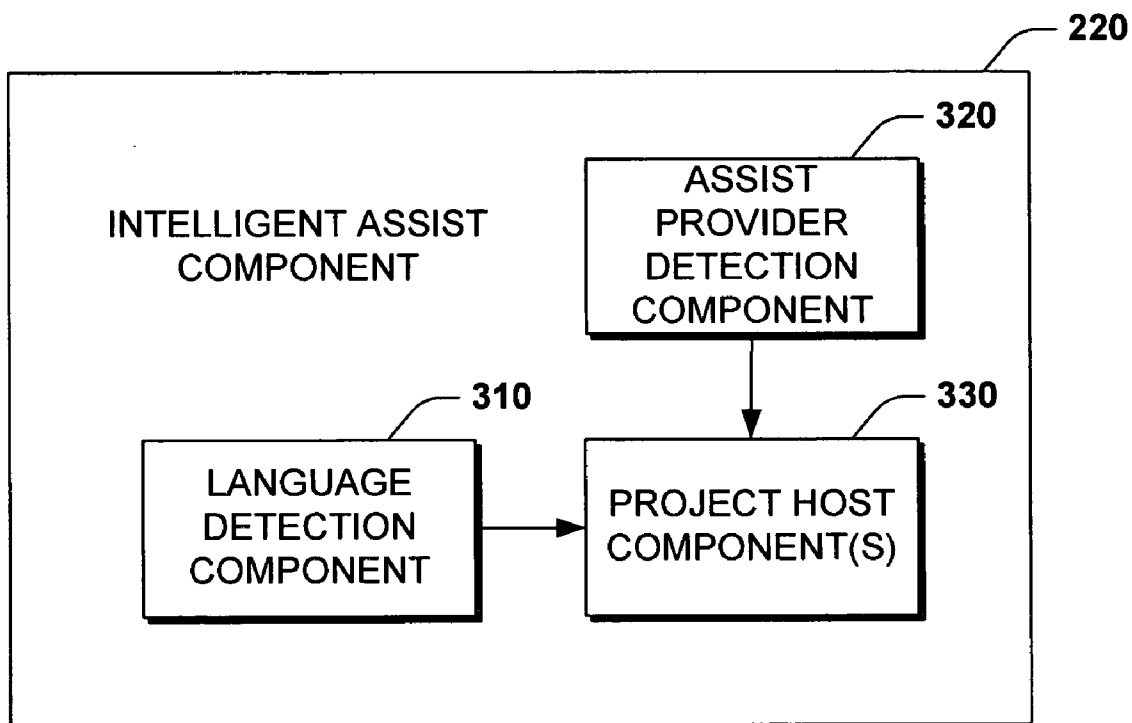 220
320
ASSIST
PROVIDER
DETECTION
COMPONENT
INTELLIGENT ASSIST
COMPONENT
310
330
LANGUAGE
DETECTION
COMPONENT
PROJECT HOST
COMPONENT(S)